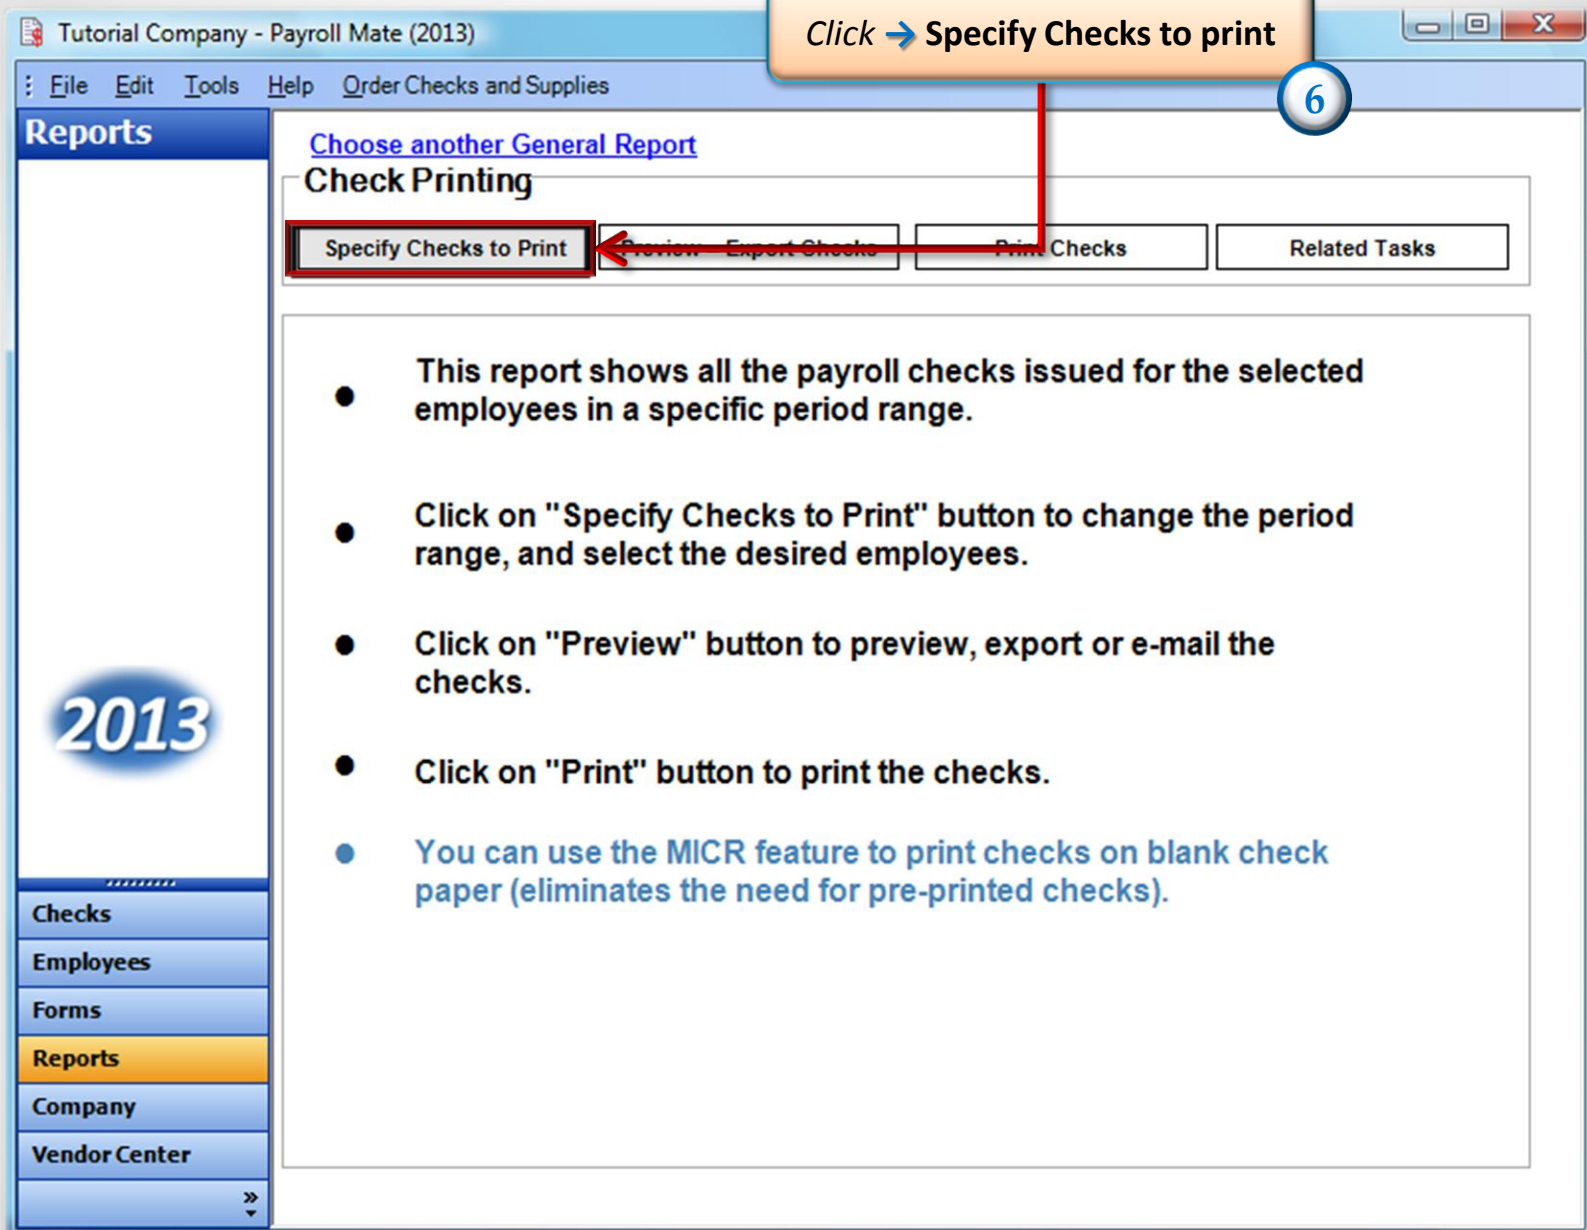 Click → Specify Checks to print
6
Tutorial Company - Payroll Mate (2013)
File Edit Tools Help Order Checks and Supplies
Reports
Choose another General Report
Check Printing
Specify Checks to Print
Preview - Export Checks
Print Checks
Related Tasks
This report shows all the payroll checks issued for the selected
employees in a specific period range.
Click on "Specify Checks to Print" button to change the period
range, and select the desired employees.
Click on "Preview" button to preview, export or e-mail the
checks.
Click on "Print" button to print the checks.
You can use the MICR feature to print checks on blank check
paper (eliminates the need for pre-printed checks).
2013
Checks
Employees
Forms
Reports
Company
Vendor Center